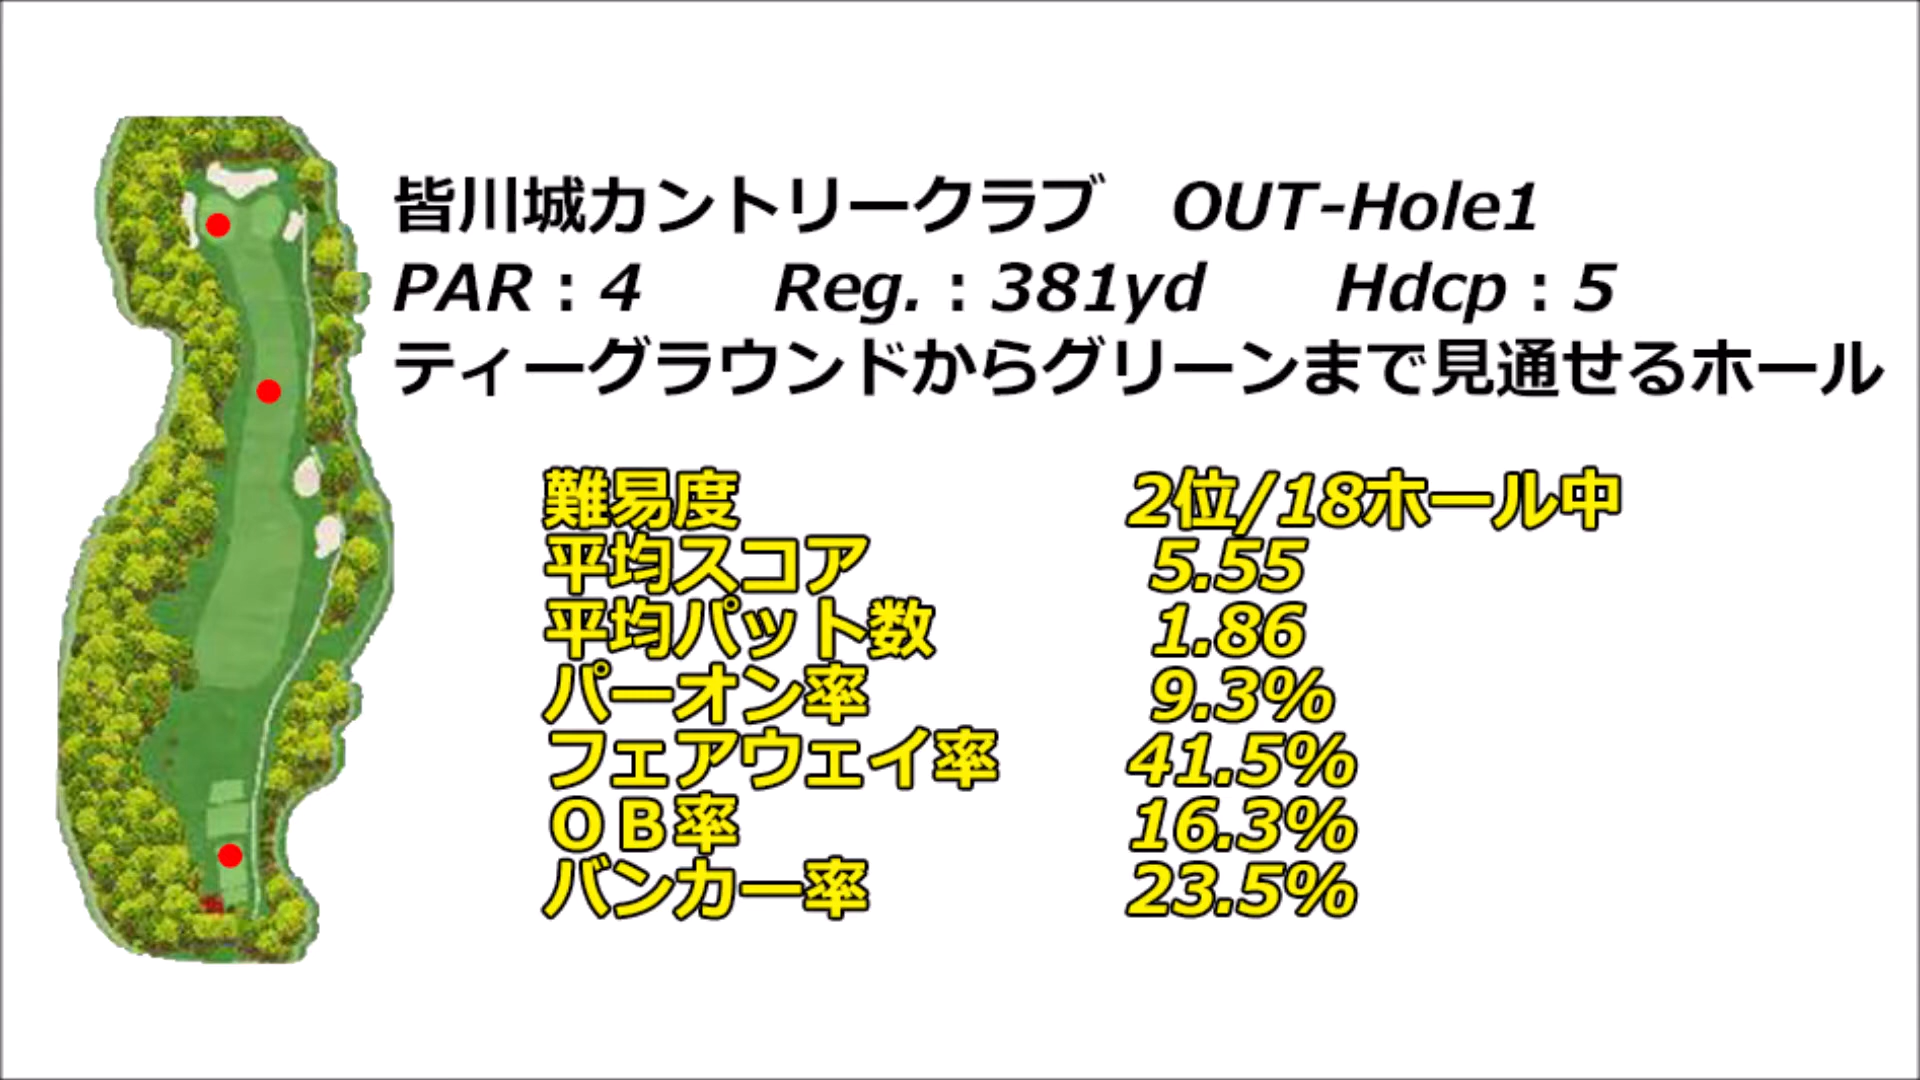 皆川城カントリークラブ　OUT-Hole1
PAR：4　　Reg.：381yd　　Hdcp：5
ティーグラウンドからグリーンまで見通せるホール
難易度　2位/18ホール中
平均スコア　5.55
平均パット数　1.86
パーオン率　9.3%
フェアウェイ率　41.5%
ＯＢ率　16.3%
バンカー率　23.5%